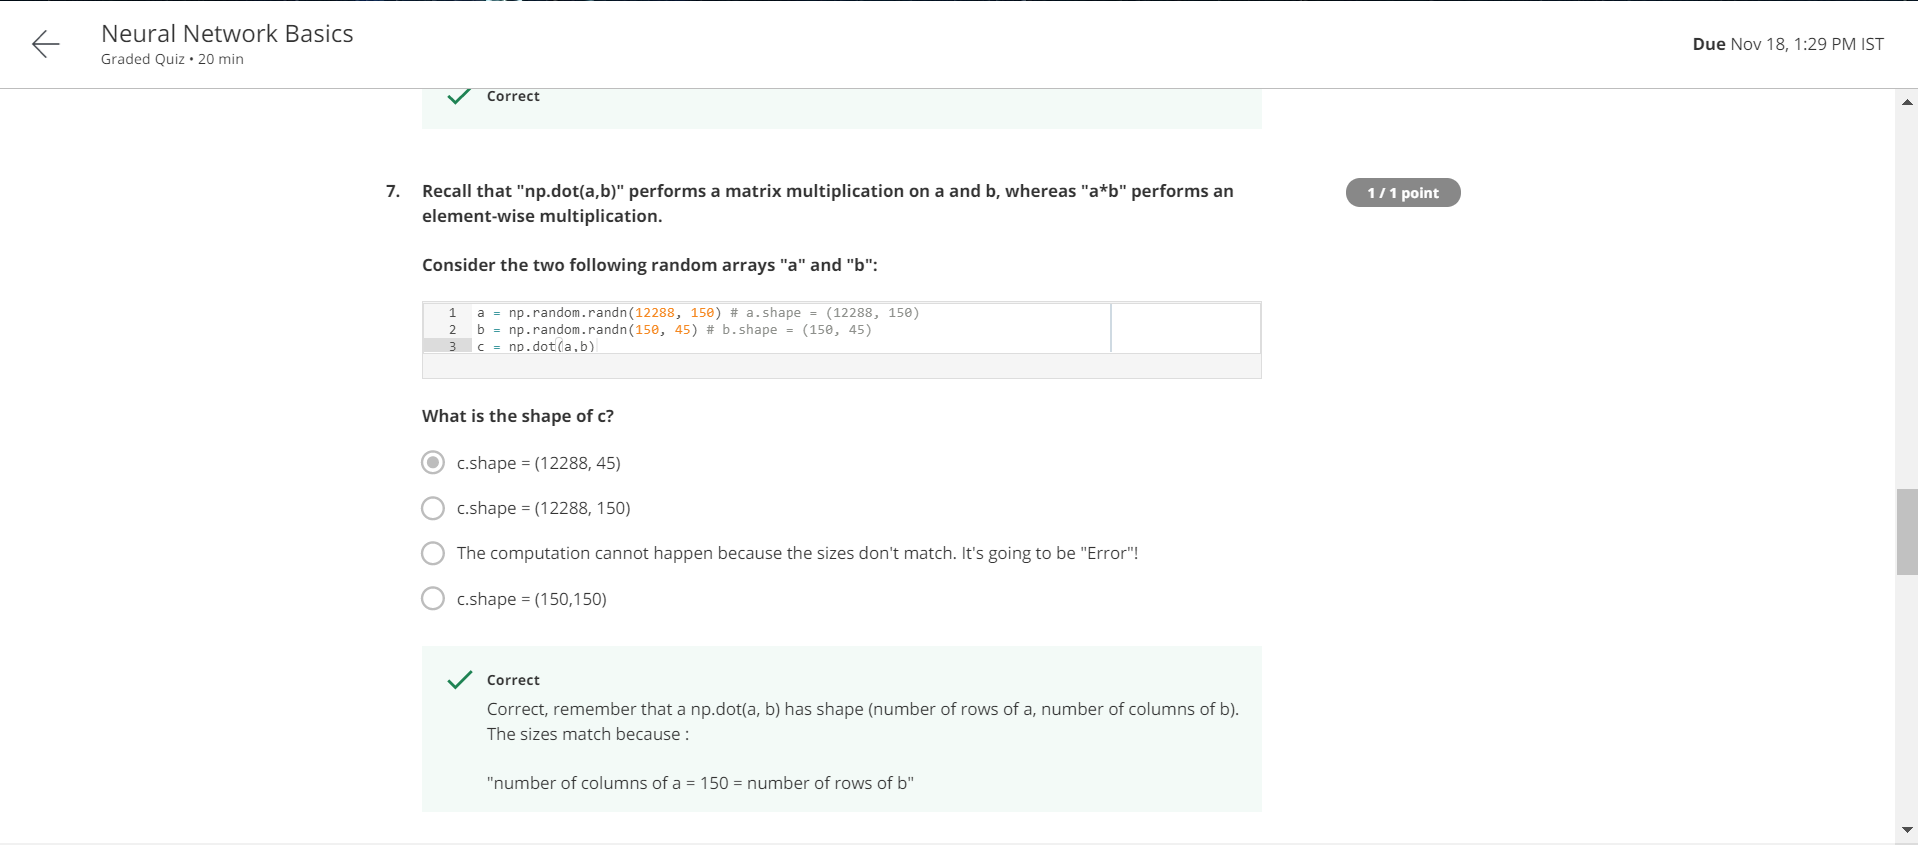 Neural Network Basics
Graded Quiz • 20 min
Due Nov 18, 1:29 PM IST
Correct
7. Recall that "np.dot(a,b)" performs a matrix multiplication on a and b, whereas "a*b" performs an
element-wise multiplication.
1 / 1 point
Consider the two following random arrays "a" and "b":
1 a = np.random.randn(12288, 150) # a.shape = (12288, 150)
2 b = np.random.randn(150, 45) # b.shape = (150, 45)
3 c = np.dot(a,b)
What is the shape of c?
c.shape = (12288, 45)
c.shape = (12288, 150)
The computation cannot happen because the sizes don't match. It's going to be "Error"!
c.shape = (150,150)
Correct
Correct, remember that a np.dot(a, b) has shape (number of rows of a, number of columns of b).
The sizes match because :
"number of columns of a = 150 = number of rows of b"